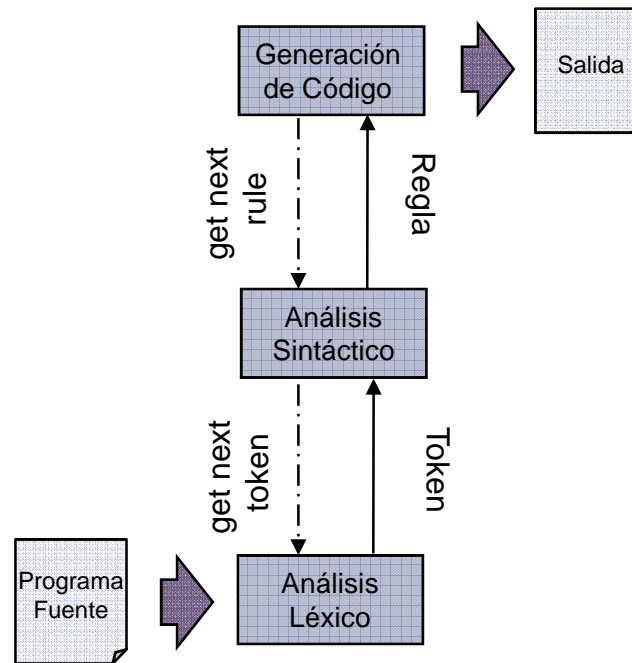 Generación
de Código
Salida
get next
rule
Regla
Análisis
Sintáctico
get next
token
Token
Programa
Fuente
Análisis
Léxico